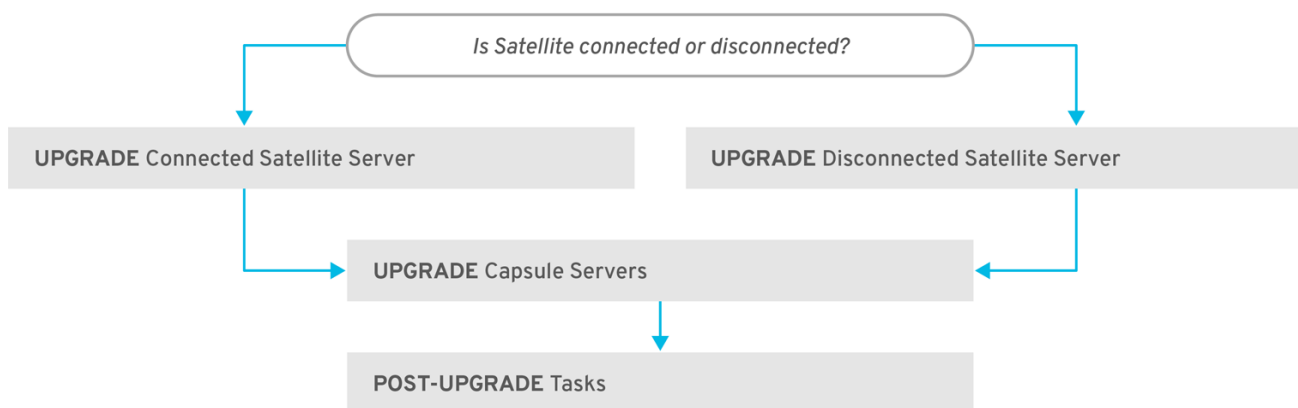 Is Satellite connected or disconnected?
UPGRADE Connected Satellite Server
UPGRADE Disconnected Satellite Server
UPGRADE Capsule Servers
POST-UPGRADE Tasks